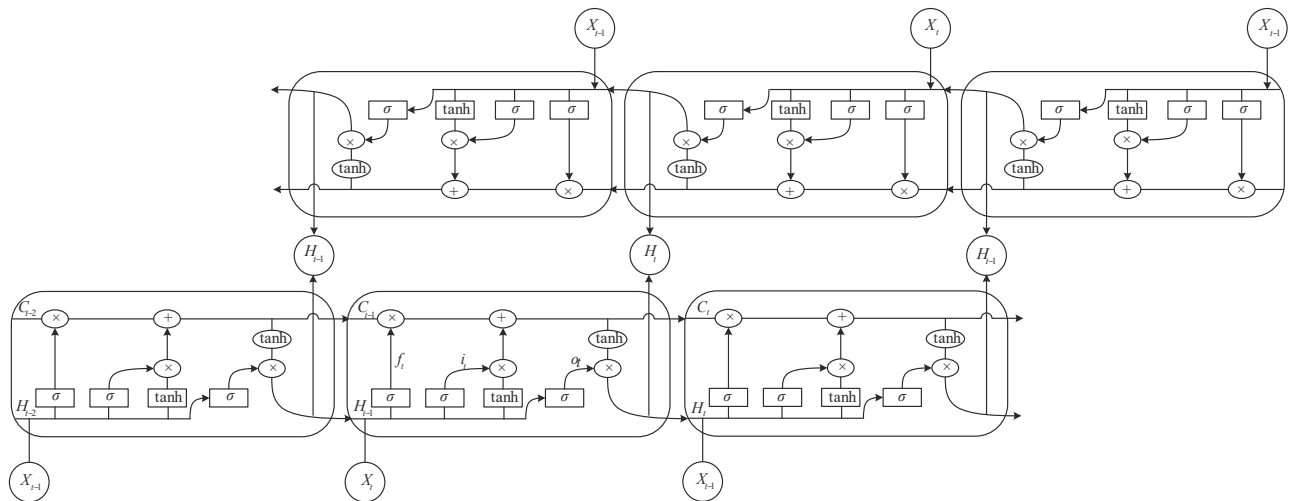 X_{t-1} X_t X_{t-1}
σ tanh σ σ σ tanh σ σ σ tanh σ σ
× × × × × ×
tanh tanh tanh
+ × + × + ×
H_{t-1} H_t H_{t-1}
C_{t-2} C_{t-1} C_t
× + × + × +
tanh tanh tanh
f_t i_t o_t
× × × × × ×
σ σ tanh σ σ σ tanh σ σ σ tanh σ
H_{t-2} H_{t-1} H_t
X_{t-1} X_t X_{t-1}